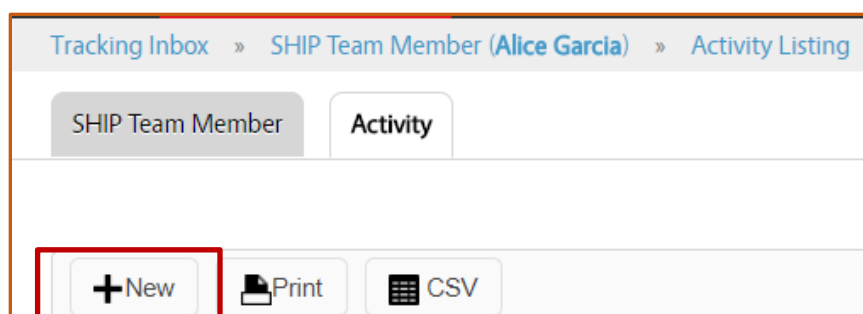 Tracking Inbox » SHIP Team Member (Alice Garcia) » Activity Listing
SHIP Team Member Activity
New Print CSV